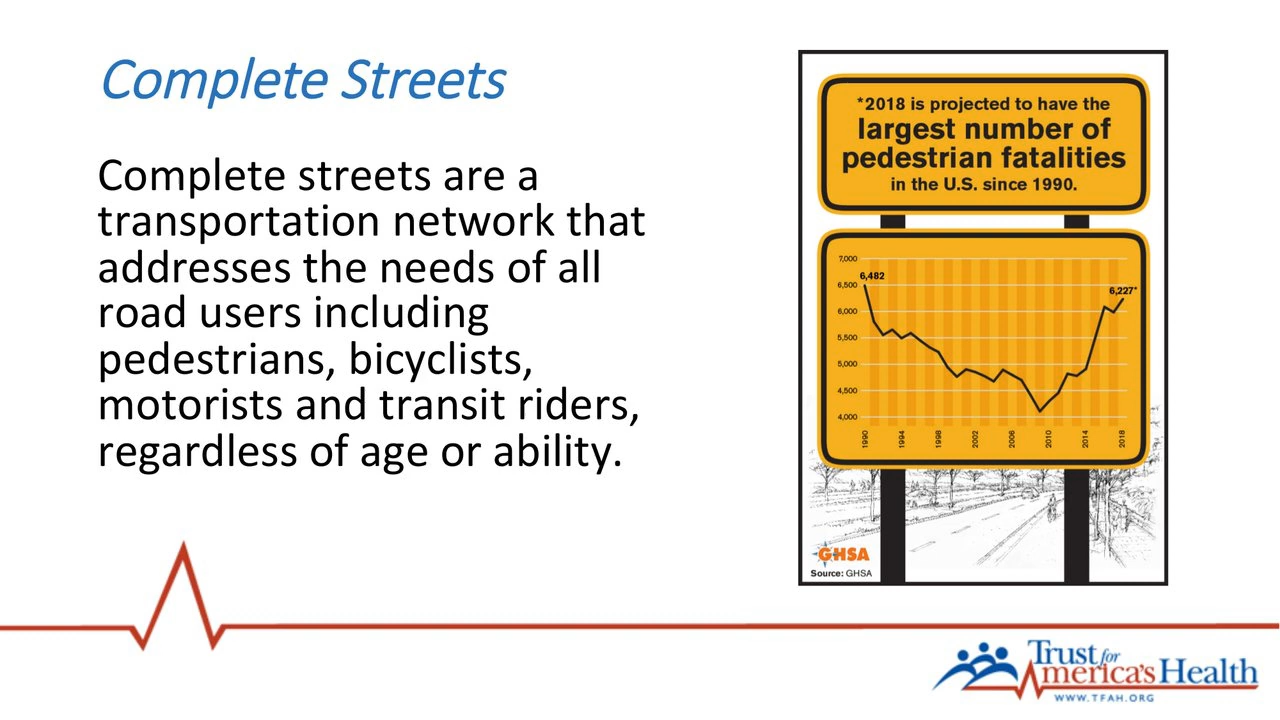 Complete Streets
Complete streets are a
transportation network that
addresses the needs of all
road users including
pedestrians, bicyclists,
motorists and transit riders,
regardless of age or ability.
*2018 is projected to have the
largest number of
pedestrian fatalities
in the U.S. since 1990.
7,000
6,482
6,500
6,227*
6,000
5,500
5,000
4,500
4,000
1990 1994 1998 2002 2006 2010 2014 2018
GHSA
Source: GHSA
Trust for
America's Health
WWW.TFAH.ORG